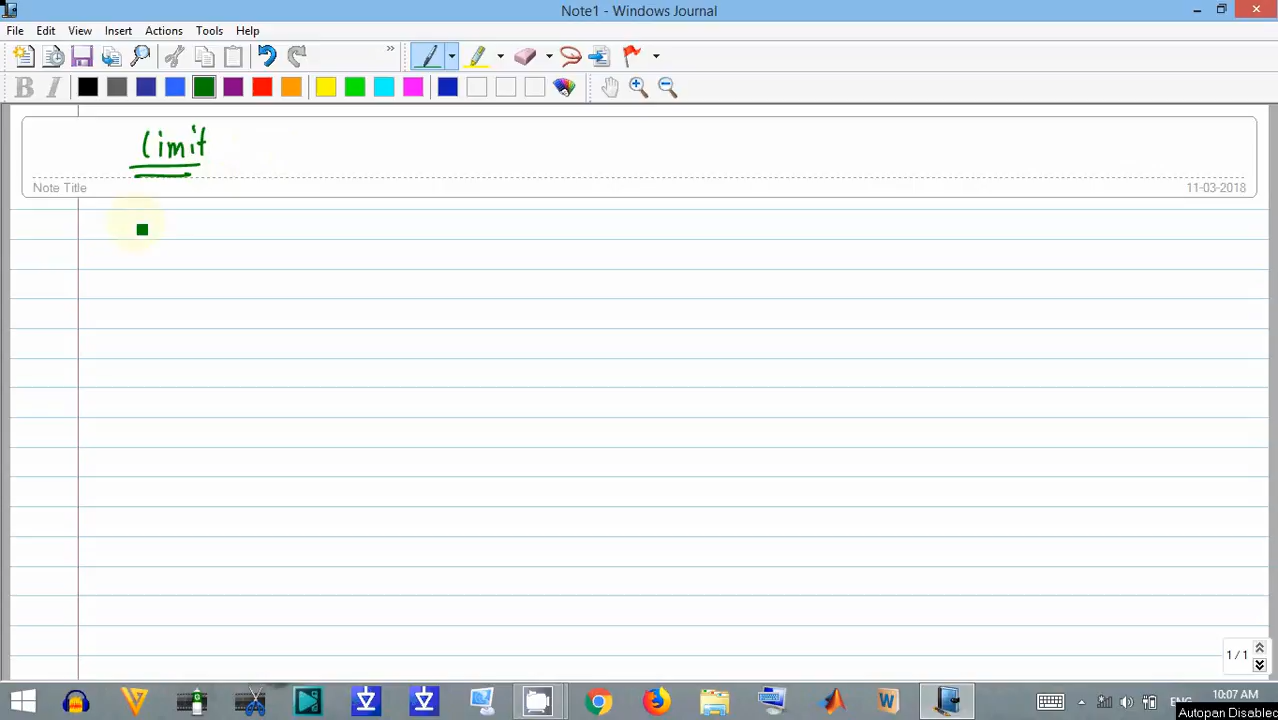 Note1 - Windows Journal
File Edit View Insert Actions Tools Help
B I
limit
Note Title 11-03-2018
1 / 1
ENG 10:07 AM
Autopan Disabled